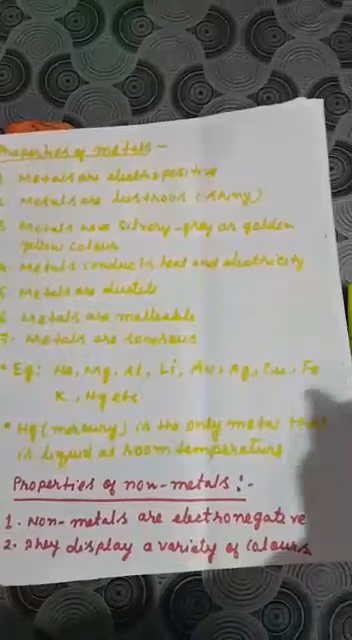 Properties of metals -
1. Metals are electropositive
2. Metals are lustrous (shiny)
3. Metals have Silvery-gray or golden
yellow colour
4. Metals conducts heat and electricity
5. Metals are ductile
6. Metals are malleable
7. Metals are sonorous
* Eg: Na, Mg, Al, Li, Au, Ag, Cu, Fe
K, Hg etc
* Hg (mercury) is the only metal that
is liquid at room temperature
Properties of non-metals :-
1. Non-metals are electronegative
2. They display a variety of colours